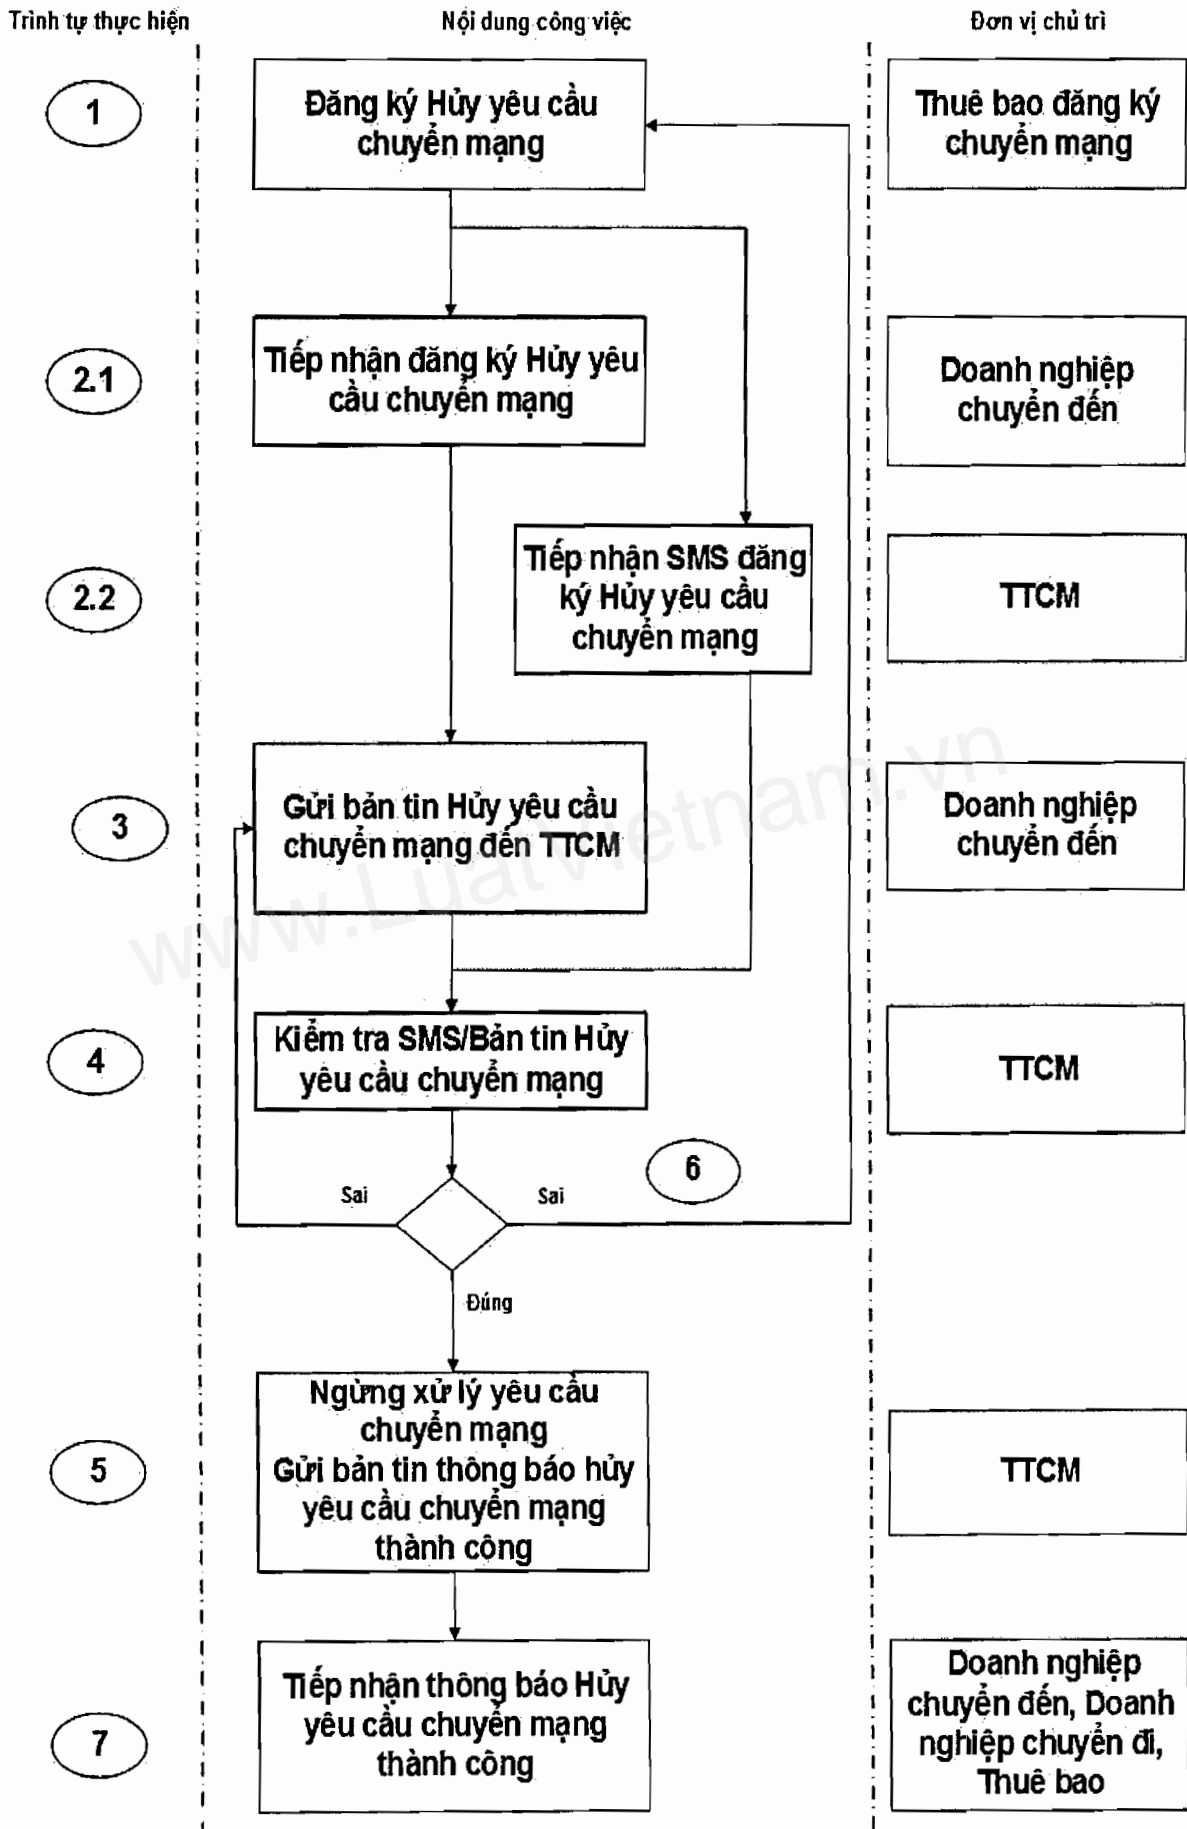 Trình tự thực hiện
Nội dung công việc
Đơn vị chủ trì
1
Đăng ký Hủy yêu cầu
chuyển mạng
Thuê bao đăng ký
chuyển mạng
2.1
Tiếp nhận đăng ký Hủy yêu
cầu chuyển mạng
Doanh nghiệp
chuyển đến
2.2
Tiếp nhận SMS đăng
ký Hủy yêu cầu
chuyển mạng
TTCM
3
Gửi bản tin Hủy yêu cầu
chuyển mạng đến TTCM
Doanh nghiệp
chuyển đến
www.LuatVietnam.vn
4
Kiểm tra SMS/Bản tin Hủy
yêu cầu chuyển mạng
TTCM
6
Sai
Sai
Đúng
5
Ngừng xử lý yêu cầu
chuyển mạng
Gửi bản tin thông báo hủy
yêu cầu chuyển mạng
thành công
TTCM
7
Tiếp nhận thông báo Hủy
yêu cầu chuyển mạng
thành công
Doanh nghiệp
chuyển đến, Doanh
nghiệp chuyển đi,
Thuê bao